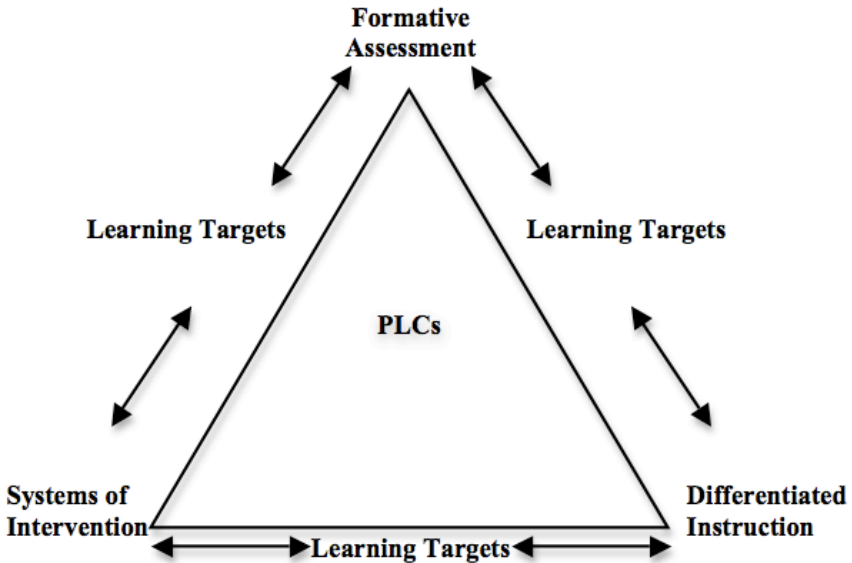 Formative
Assessment
Learning Targets
Learning Targets
PLCs
Systems of
Intervention
Differentiated
Instruction
Learning Targets